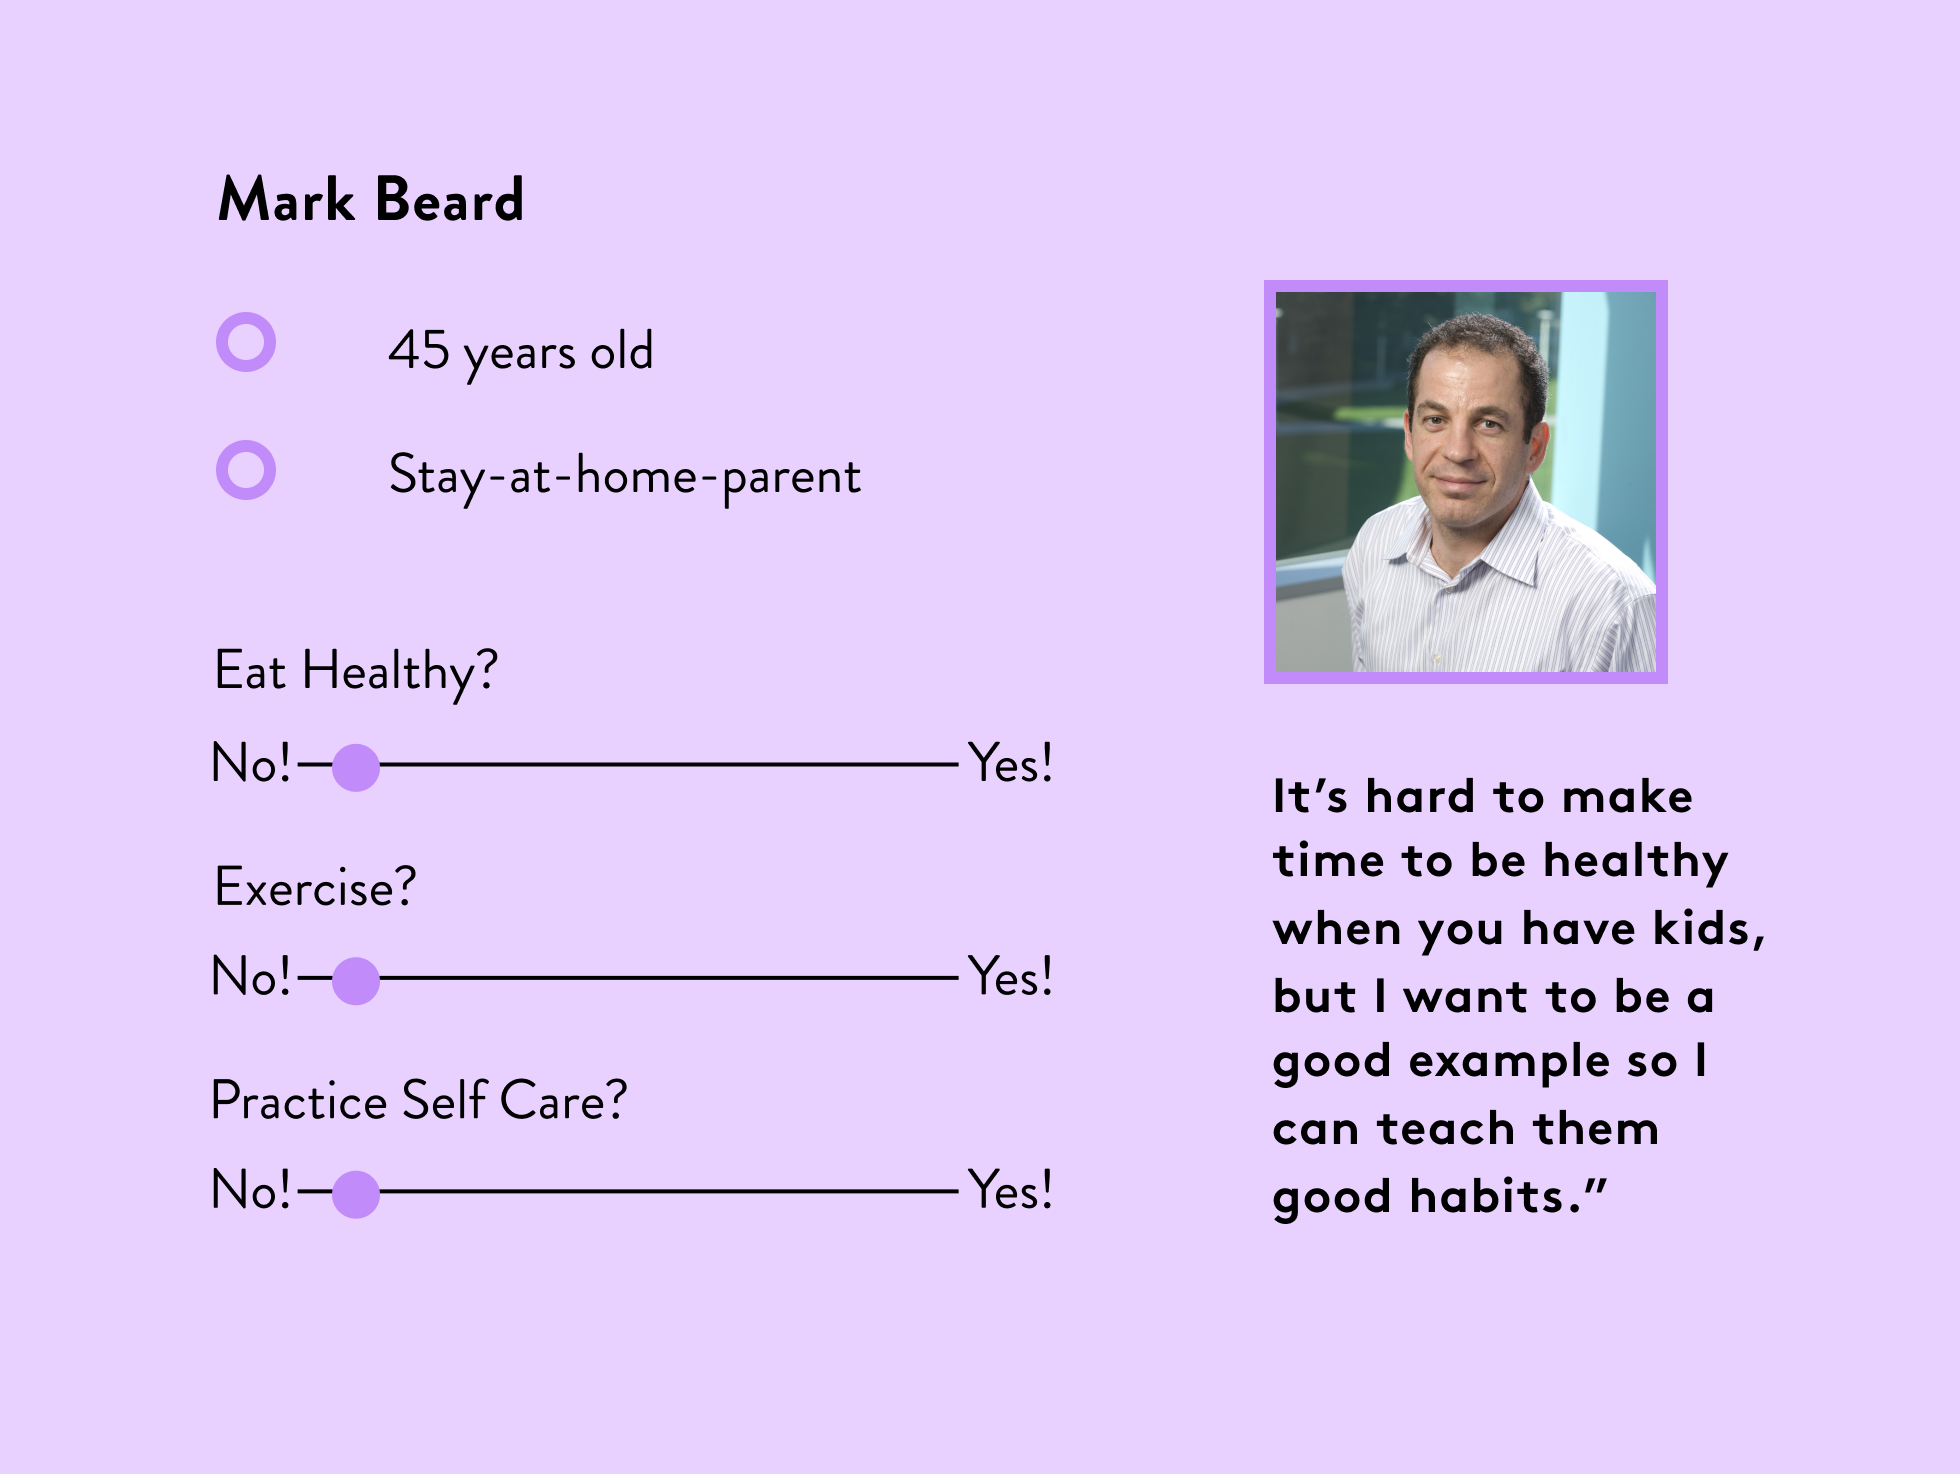 Mark Beard
45 years old
Stay-at-home-parent
Eat Healthy?
No! Yes!
Exercise?
No! Yes!
Practice Self Care?
No! Yes!
It’s hard to make
time to be healthy
when you have kids,
but I want to be a
good example so I
can teach them
good habits.”